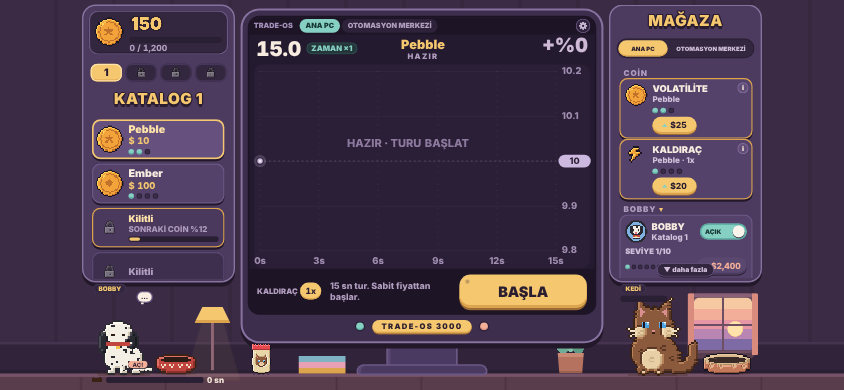 150
0 / 1,200
1
KATALOG 1
Pebble
$ 10
Ember
$ 100
Kilitli
SONRAKİ COİN %12
Kilitli
TRADE-OS
ANA PC
OTOMASYON MERKEZİ
15.0
ZAMAN ×1
Pebble
HAZIR
+%0
10.2
10.1
HAZIR · TURU BAŞLAT
10
9.9
9.8
0s
3s
6s
9s
12s
15s
KALDIRAÇ
1x
15 sn tur. Sabit fiyattan
başlar.
BAŞLA
TRADE-OS 3000
MAĞAZA
ANA PC
OTOMASYON MERKEZİ
COİN
VOLATİLİTE
Pebble
$25
KALDIRAÇ
Pebble · 1x
$20
BOBBY ▾
BOBBY
Katalog 1
AÇIK
SEVİYE 1/10
▼ daha fazla
$2,400
BOBBY
AÇI
0 sn
KEDİ